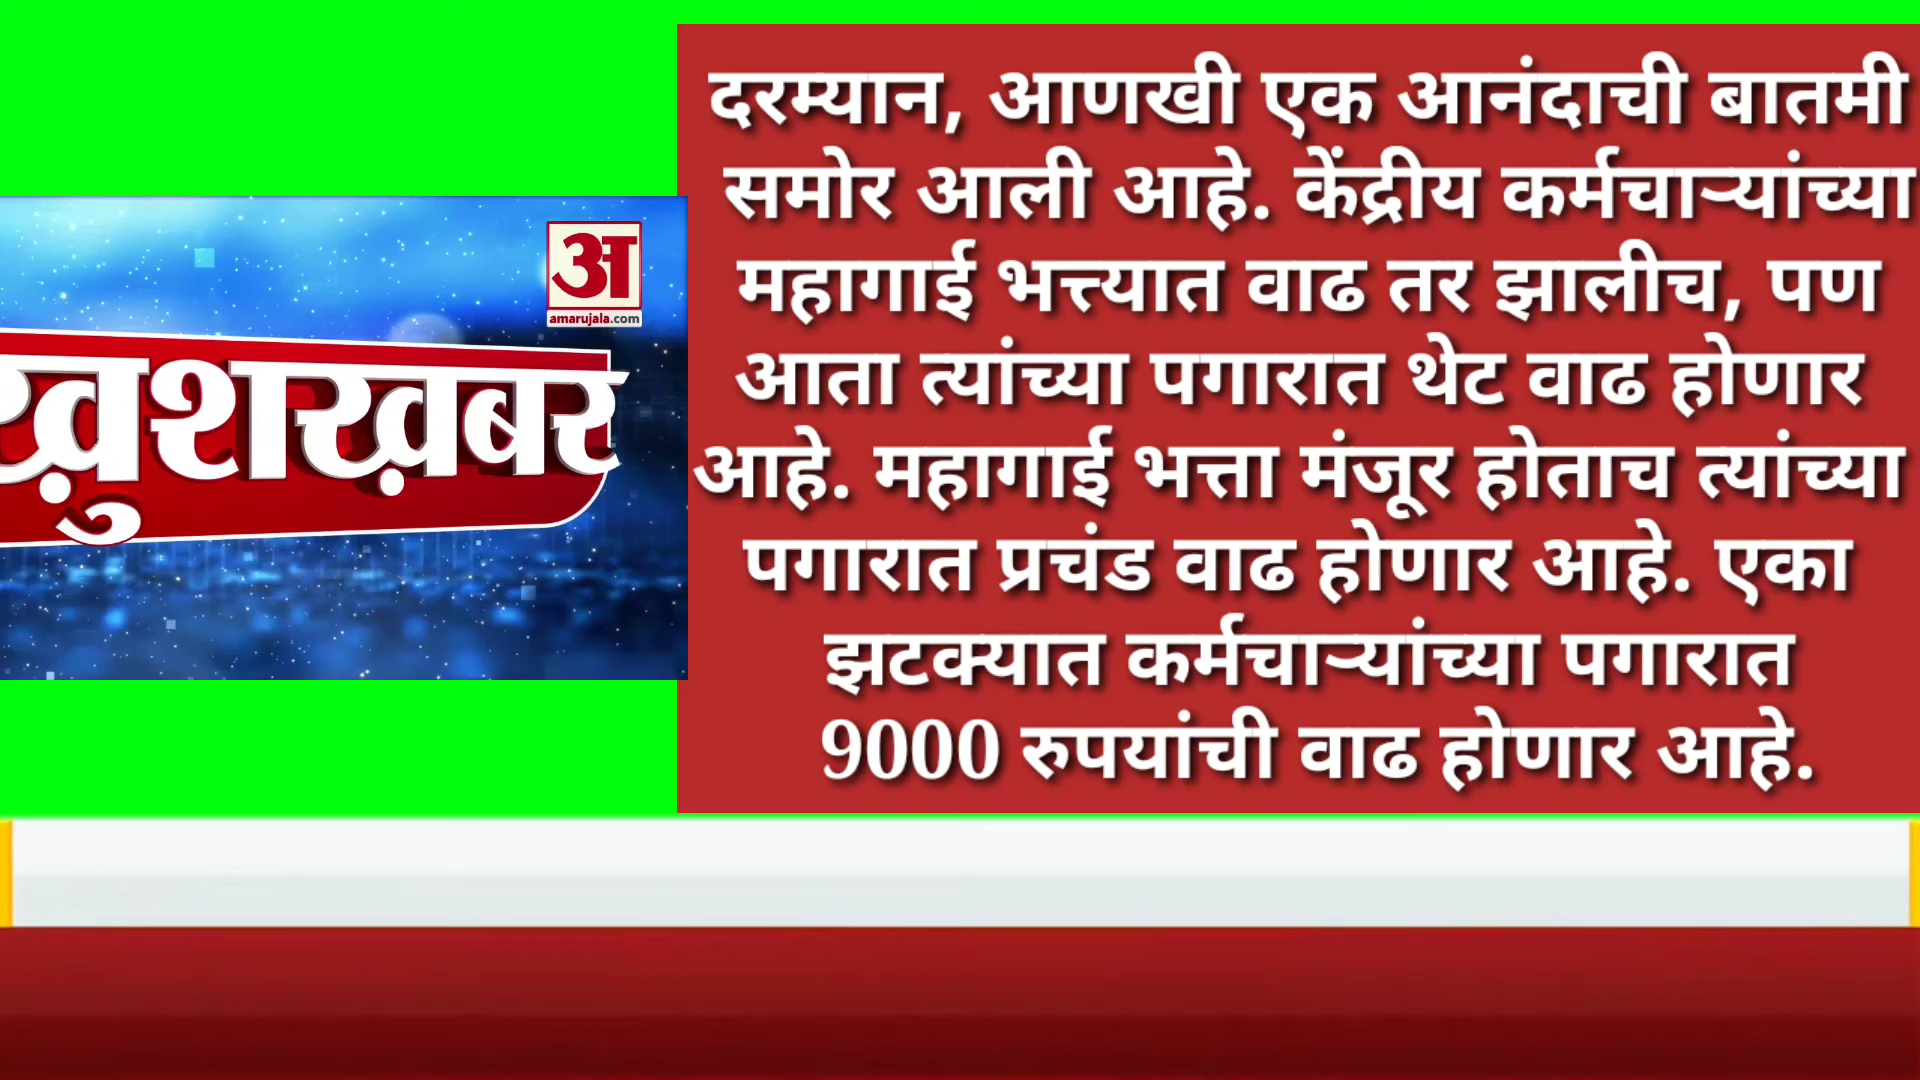 दरम्यान, आणखी एक आनंदाची बातमी
समोर आली आहे. केंद्रीय कर्मचाऱ्यांच्या
महागाई भत्त्यात वाढ तर झालीच, पण
आता त्यांच्या पगारात थेट वाढ होणार
आहे. महागाई भत्ता मंजूर होताच त्यांच्या
पगारात प्रचंड वाढ होणार आहे. एका
झटक्यात कर्मचाऱ्यांच्या पगारात
9000 रुपयांची वाढ होणार आहे.
अ
amarujala.com
ख़ुशख़बर